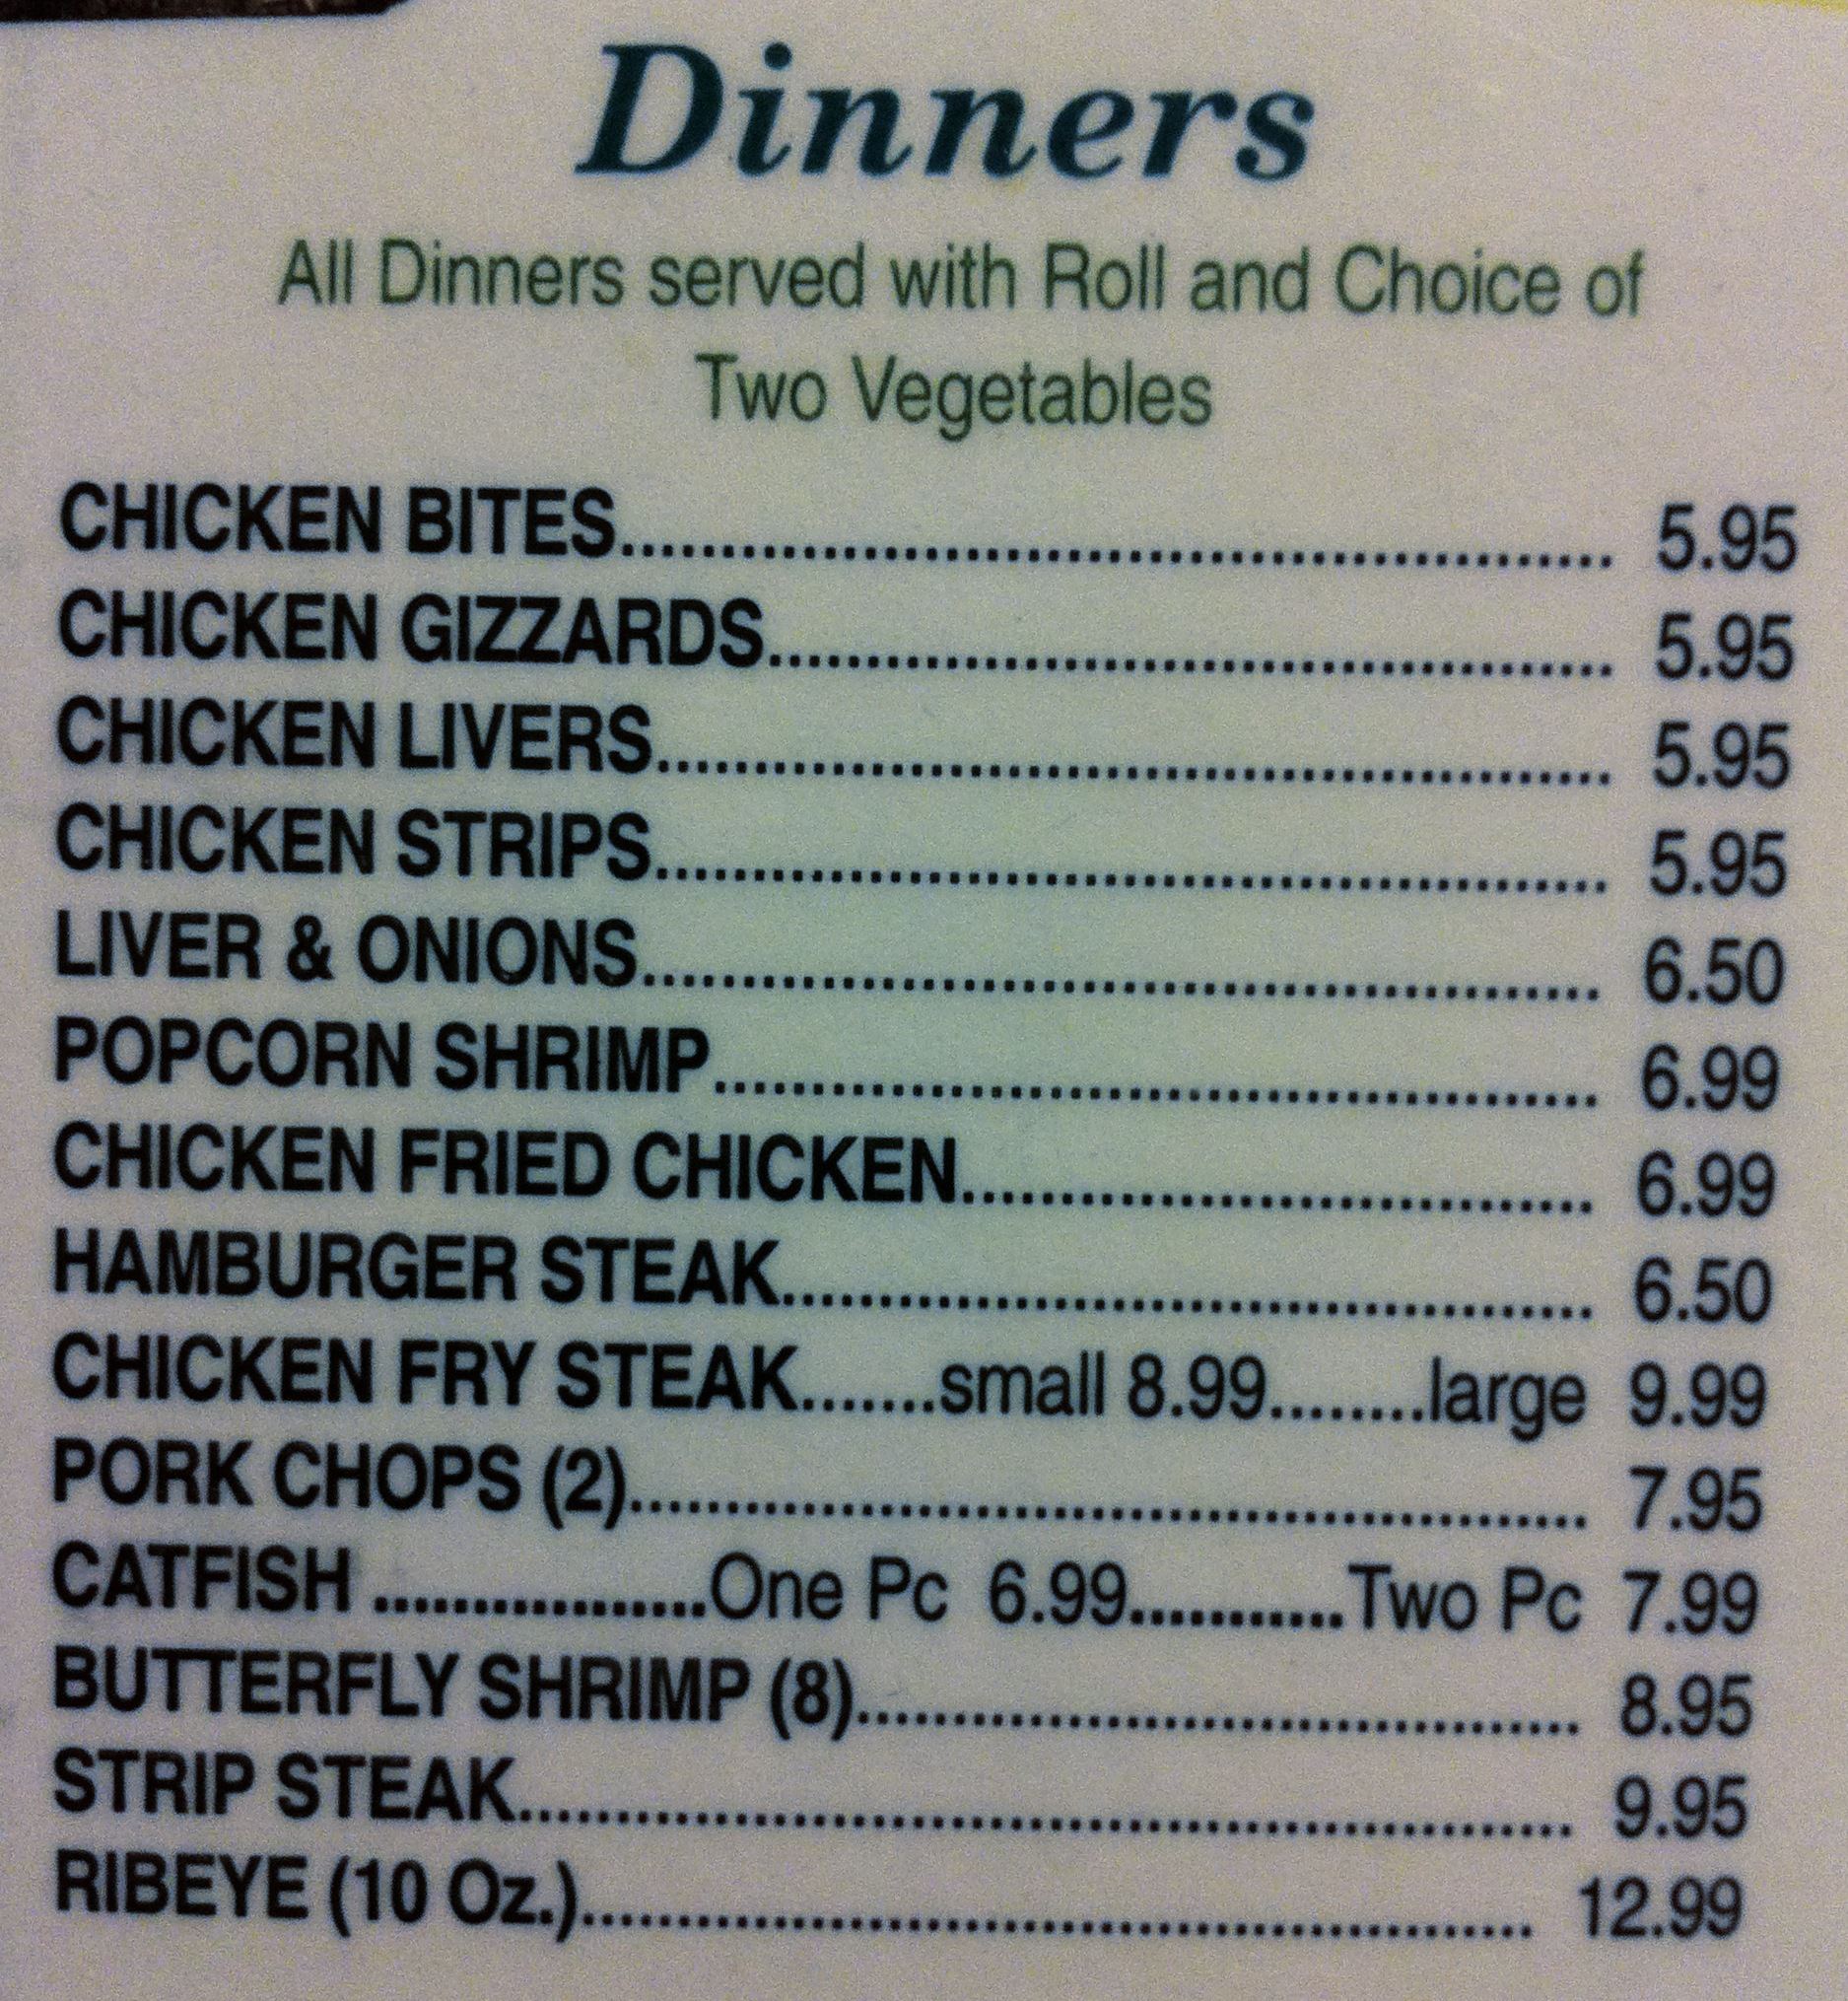 Dinners
All Dinners served with Roll and Choice of
Two Vegetables
CHICKEN BITES.................................................. 5.95
CHICKEN GIZZARDS........................................... 5.95
CHICKEN LIVERS................................................ 5.95
CHICKEN STRIPS................................................ 5.95
LIVER & ONIONS................................................ 6.50
POPCORN SHRIMP............................................. 6.99
CHICKEN FRIED CHICKEN................................ 6.99
HAMBURGER STEAK......................................... 6.50
CHICKEN FRY STEAK.......small 8.99........large 9.99
PORK CHOPS (2)................................................ 7.95
CATFISH .................One Pc 6.99...........Two Pc 7.99
BUTTERFLY SHRIMP (8)..................................... 8.95
STRIP STEAK..................................................... 9.95
RIBEYE (10 Oz.)................................................ 12.99